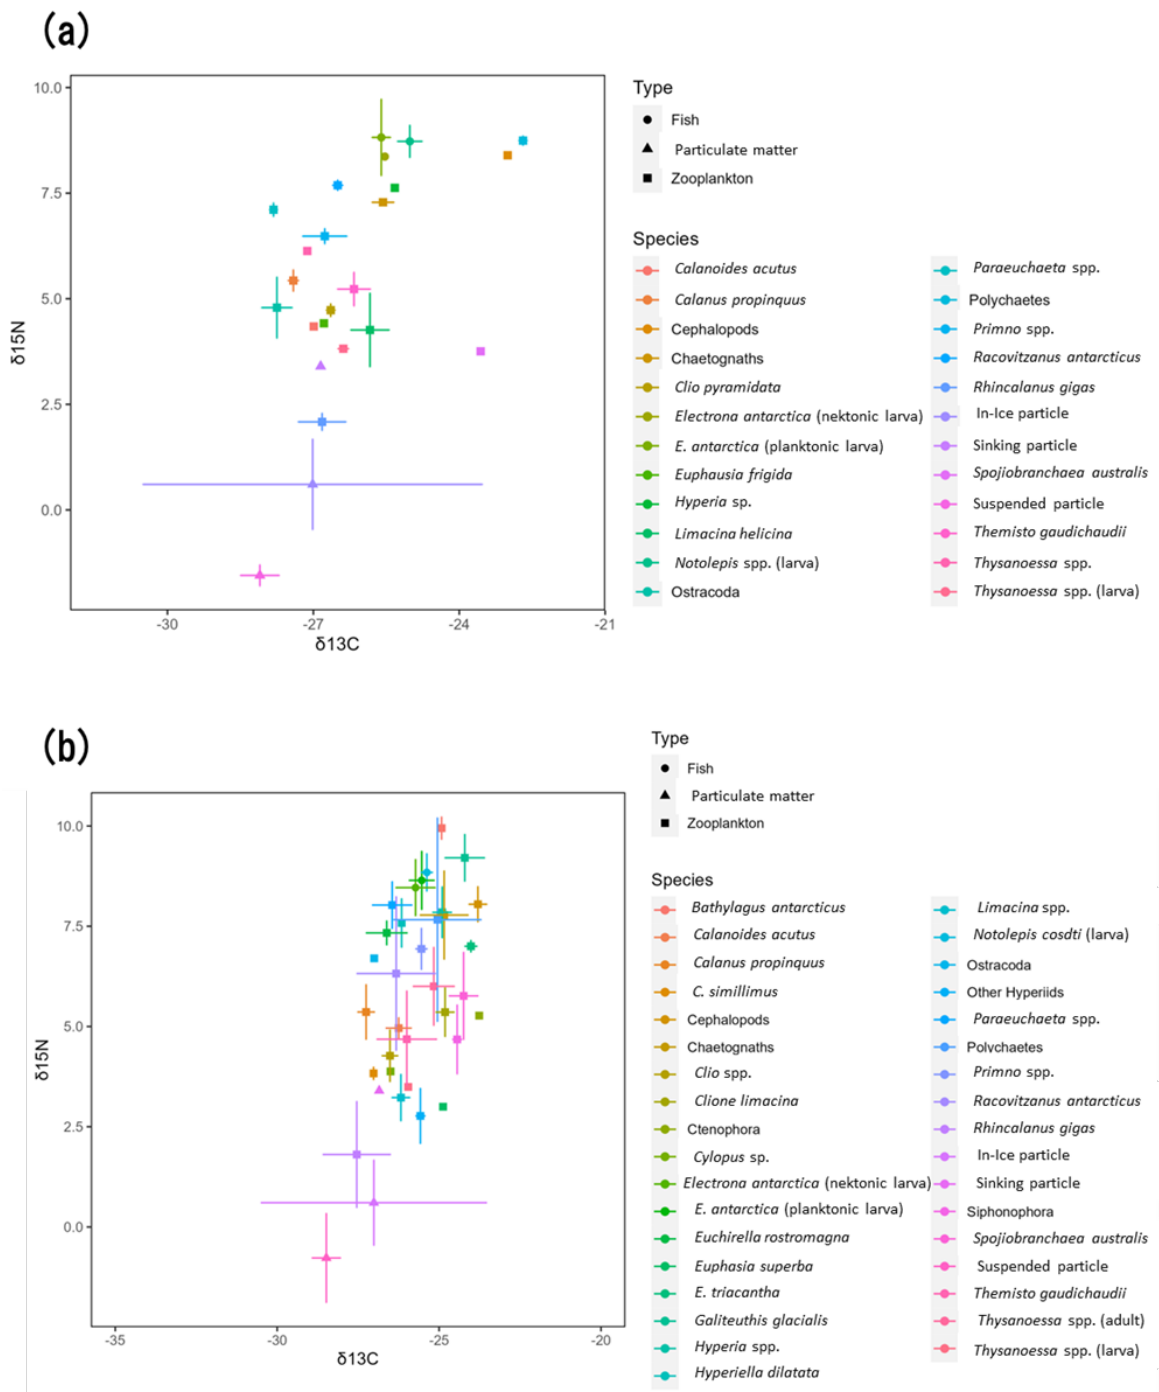 (a)
10.0
7.5
5.0
2.5
0.0
δ15N
-30
-27
-24
-21
δ13C
Type
Fish
Particulate matter
Zooplankton
Species
Calanoides acutus
Calanus propinquus
Cephalopods
Chaetognaths
Clio pyramidata
Electrona antarctica (nektonic larva)
E. antarctica (planktonic larva)
Euphausia frigida
Hyperia sp.
Limacina helicina
Notolepis spp. (larva)
Ostracoda
Paraeuchaeta spp.
Polychaetes
Primno spp.
Racovitzanus antarcticus
Rhincalanus gigas
In-Ice particle
Sinking particle
Spojiobranchaea australis
Suspended particle
Themisto gaudichaudii
Thysanoessa spp.
Thysanoessa spp. (larva)
(b)
10.0
7.5
5.0
2.5
0.0
δ15N
-35
-30
-25
-20
δ13C
Type
Fish
Particulate matter
Zooplankton
Species
Bathylagus antarcticus
Calanoides acutus
Calanus propinquus
C. simillimus
Cephalopods
Chaetognaths
Clio spp.
Clione limacina
Ctenophora
Cylopus sp.
Electrona antarctica (nektonic larva)
E. antarctica (planktonic larva)
Euchirella rostromagna
Euphasia superba
E. triacantha
Galiteuthis glacialis
Hyperia spp.
Hyperiella dilatata
Limacina spp.
Notolepis cosdti (larva)
Ostracoda
Other Hyperiids
Paraeuchaeta spp.
Polychaetes
Primno spp.
Racovitzanus antarcticus
Rhincalanus gigas
In-Ice particle
Sinking particle
Siphonophora
Spojiobranchaea australis
Suspended particle
Themisto gaudichaudii
Thysanoessa spp. (adult)
Thysanoessa spp. (larva)